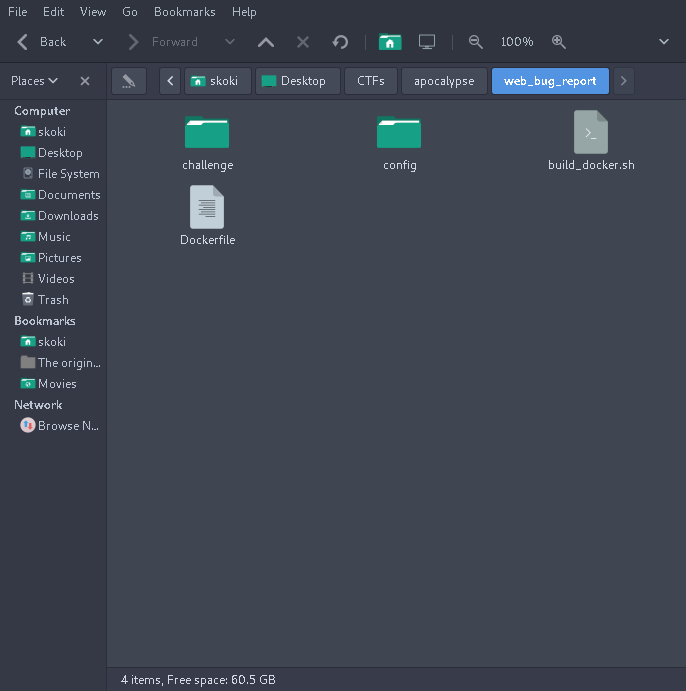 File Edit View Go Bookmarks Help
Back Forward 100%
Places skoki Desktop CTFs apocalypse web_bug_report
Computer
skoki
Desktop
File System
Documents
Downloads
Music
Pictures
Videos
Trash
Bookmarks
skoki
The origin...
Movies
Network
Browse N...
challenge config build_docker.sh
Dockerfile
4 items, Free space: 60.5 GB